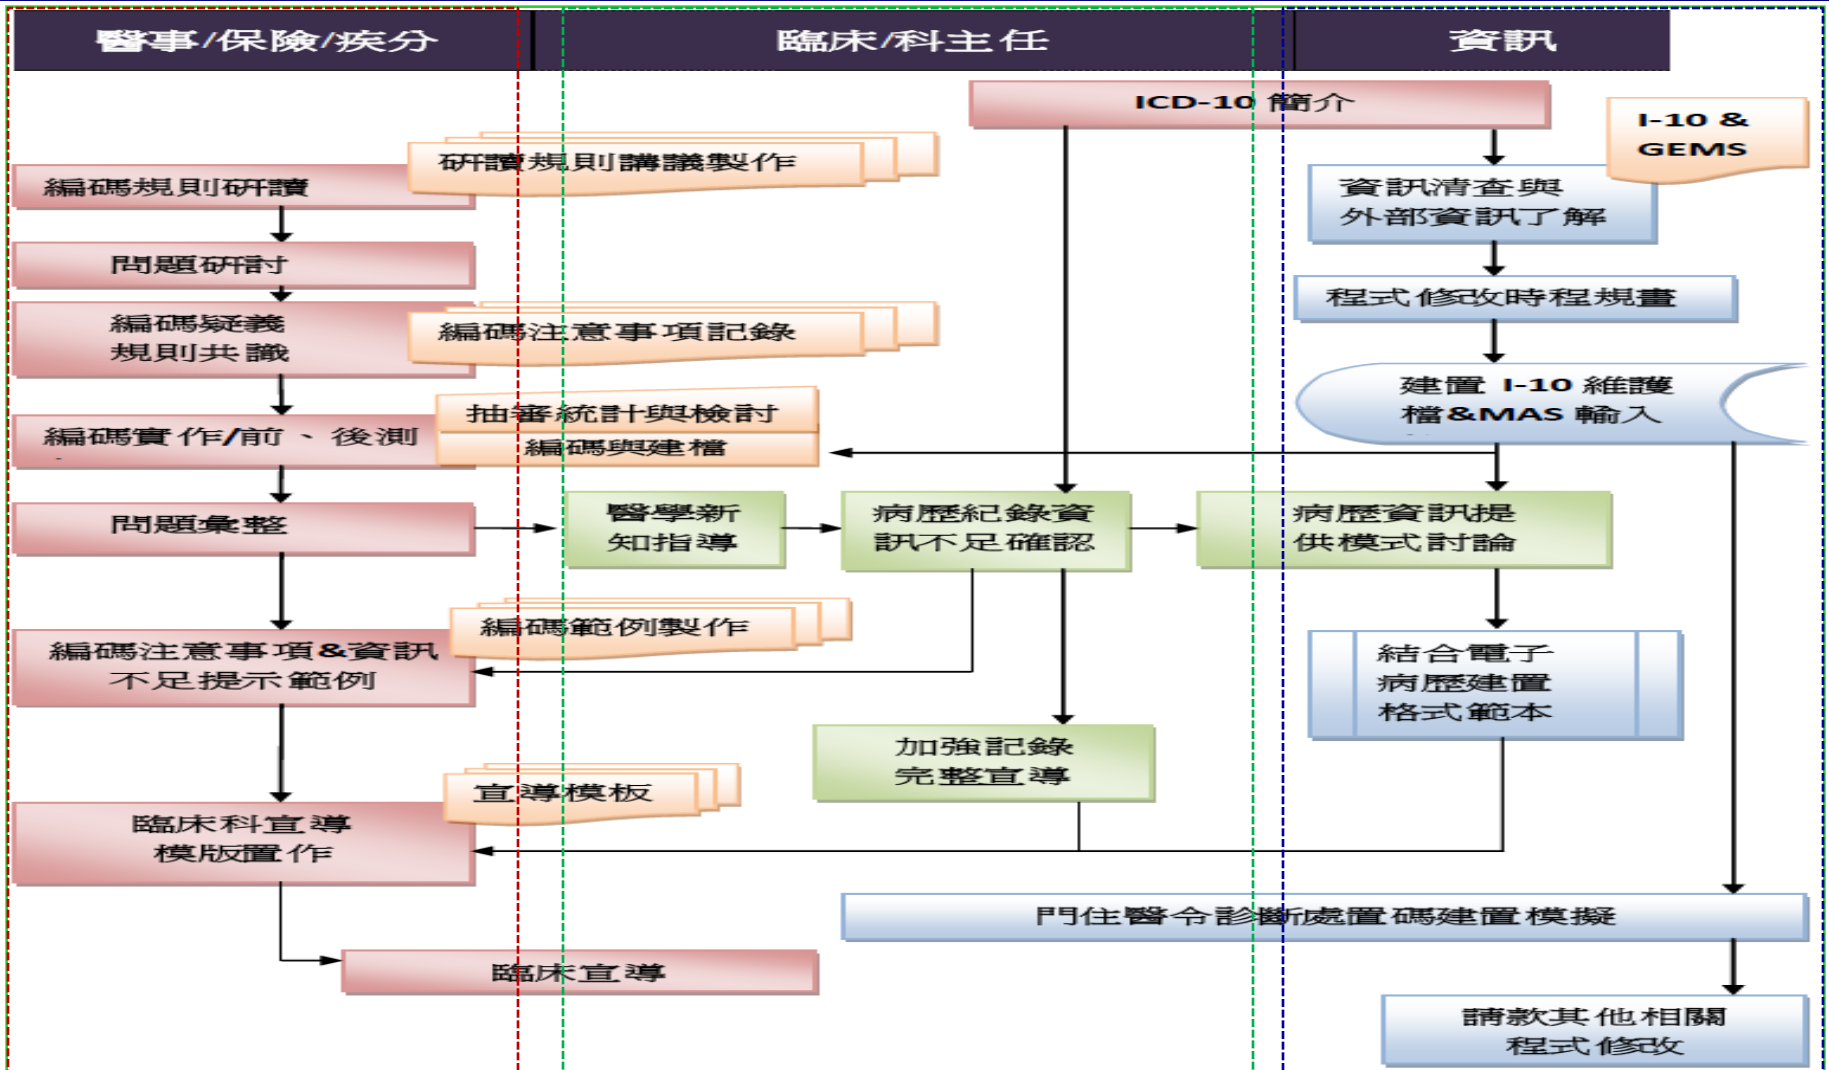 醫事/保險/疾分
臨床/科主任
資訊
ICD-10 簡介
I-10 &
GEMS
研讀規則講議製作
編碼規則研讀
資訊清查與
外部資訊了解
問題研討
程式修改時程規畫
編碼疑義
規則共識
編碼注意事項記錄
建置 I-10 維護
檔&MAS 輸入
抽審統計與檢討
編碼實作/前、後測
編碼與建檔
問題彙整
醫學新
知指導
病歷紀錄資
訊不足確認
病歷資訊提
供模式討論
編碼範例製作
編碼注意事項&資訊
不足提示範例
結合電子
病歷建置
格式範本
加強記錄
完整宣導
宣導模板
臨床科宣導
模版置作
門住醫令診斷處置碼建置模擬
臨床宣導
請款其他相關
程式修改